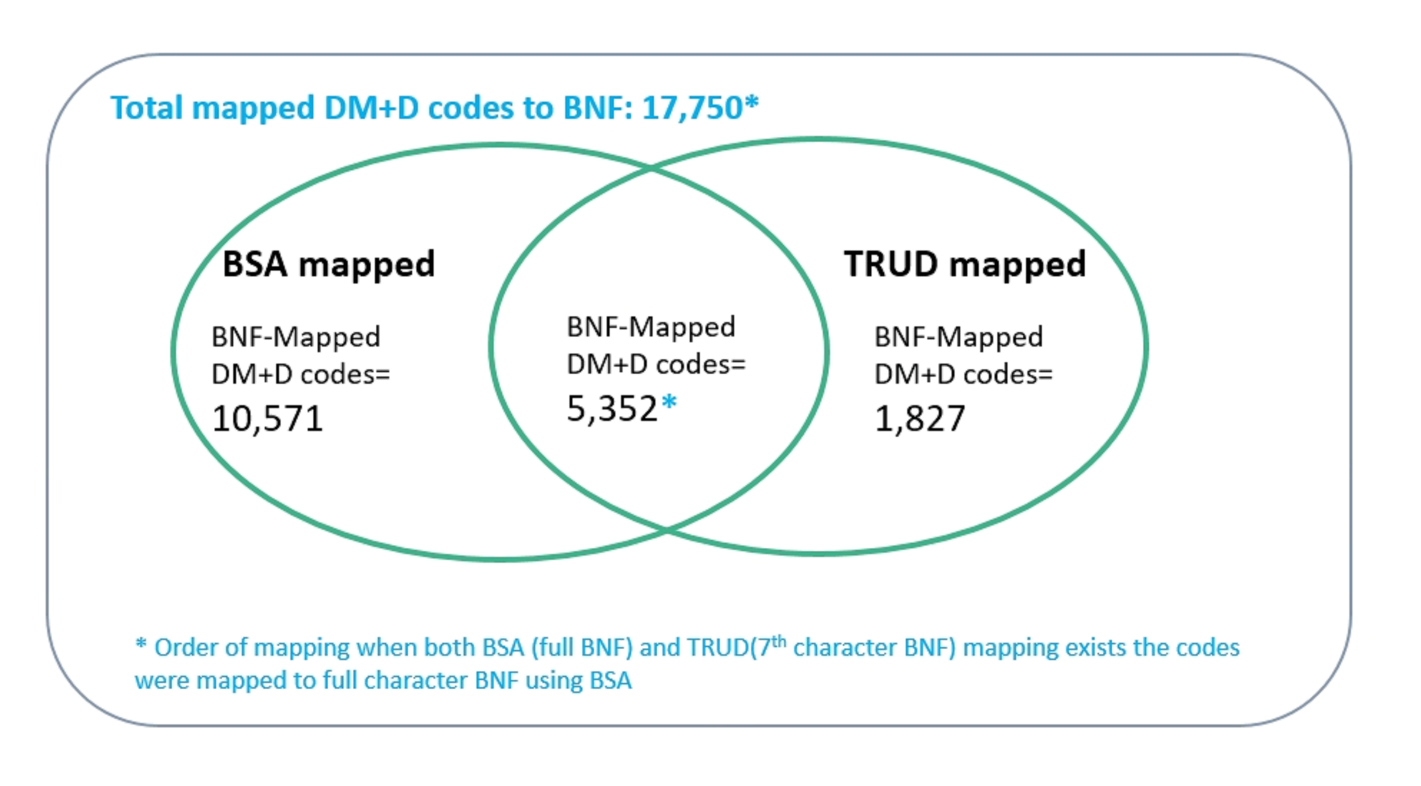 Total mapped DM+D codes to BNF: 17,750*
BSA mapped
BNF-Mapped
DM+D codes=
10,571
BNF-Mapped
DM+D codes=
5,352*
TRUD mapped
BNF-Mapped
DM+D codes=
1,827
* Order of mapping when both BSA (full BNF) and TRUD(7th character BNF) mapping exists the codes
were mapped to full character BNF using BSA